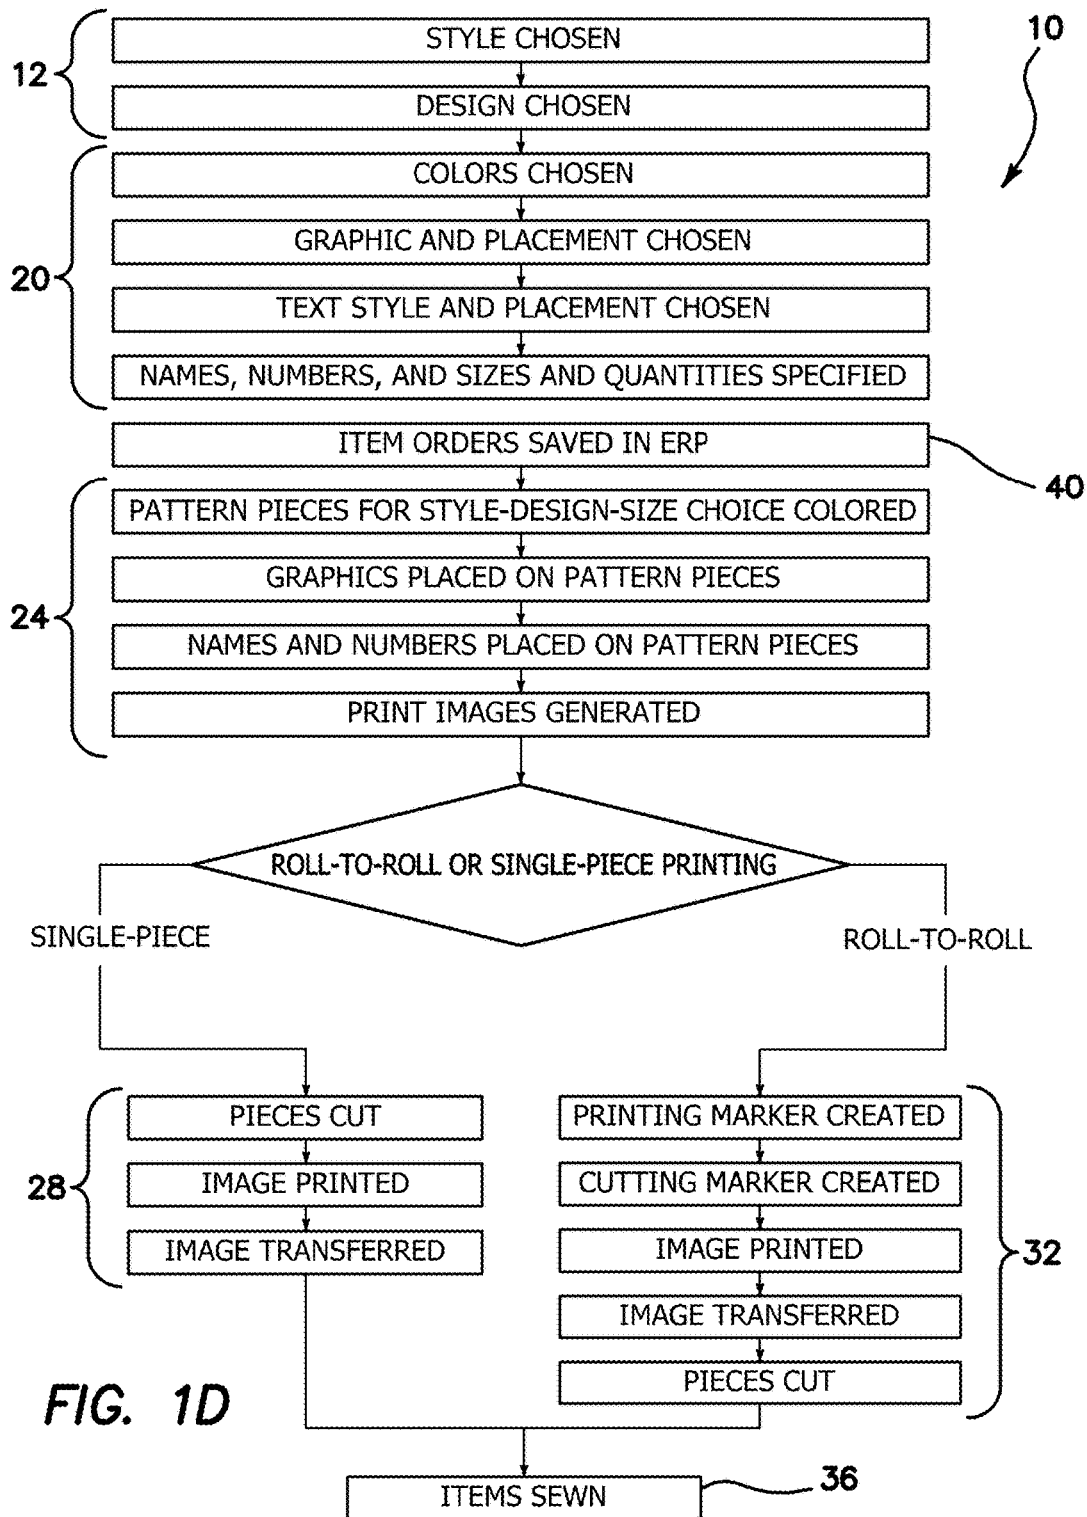 10
STYLE CHOSEN
12
DESIGN CHOSEN
COLORS CHOSEN
GRAPHIC AND PLACEMENT CHOSEN
20
TEXT STYLE AND PLACEMENT CHOSEN
NAMES, NUMBERS, AND SIZES AND QUANTITIES SPECIFIED
ITEM ORDERS SAVED IN ERP
40
PATTERN PIECES FOR STYLE-DESIGN-SIZE CHOICE COLORED
GRAPHICS PLACED ON PATTERN PIECES
24
NAMES AND NUMBERS PLACED ON PATTERN PIECES
PRINT IMAGES GENERATED
ROLL-TO-ROLL OR SINGLE-PIECE PRINTING
SINGLE-PIECE
ROLL-TO-ROLL
PIECES CUT
28
IMAGE PRINTED
IMAGE TRANSFERRED
PRINTING MARKER CREATED
CUTTING MARKER CREATED
IMAGE PRINTED
32
IMAGE TRANSFERRED
PIECES CUT
FIG. 1D
ITEMS SEWN
36